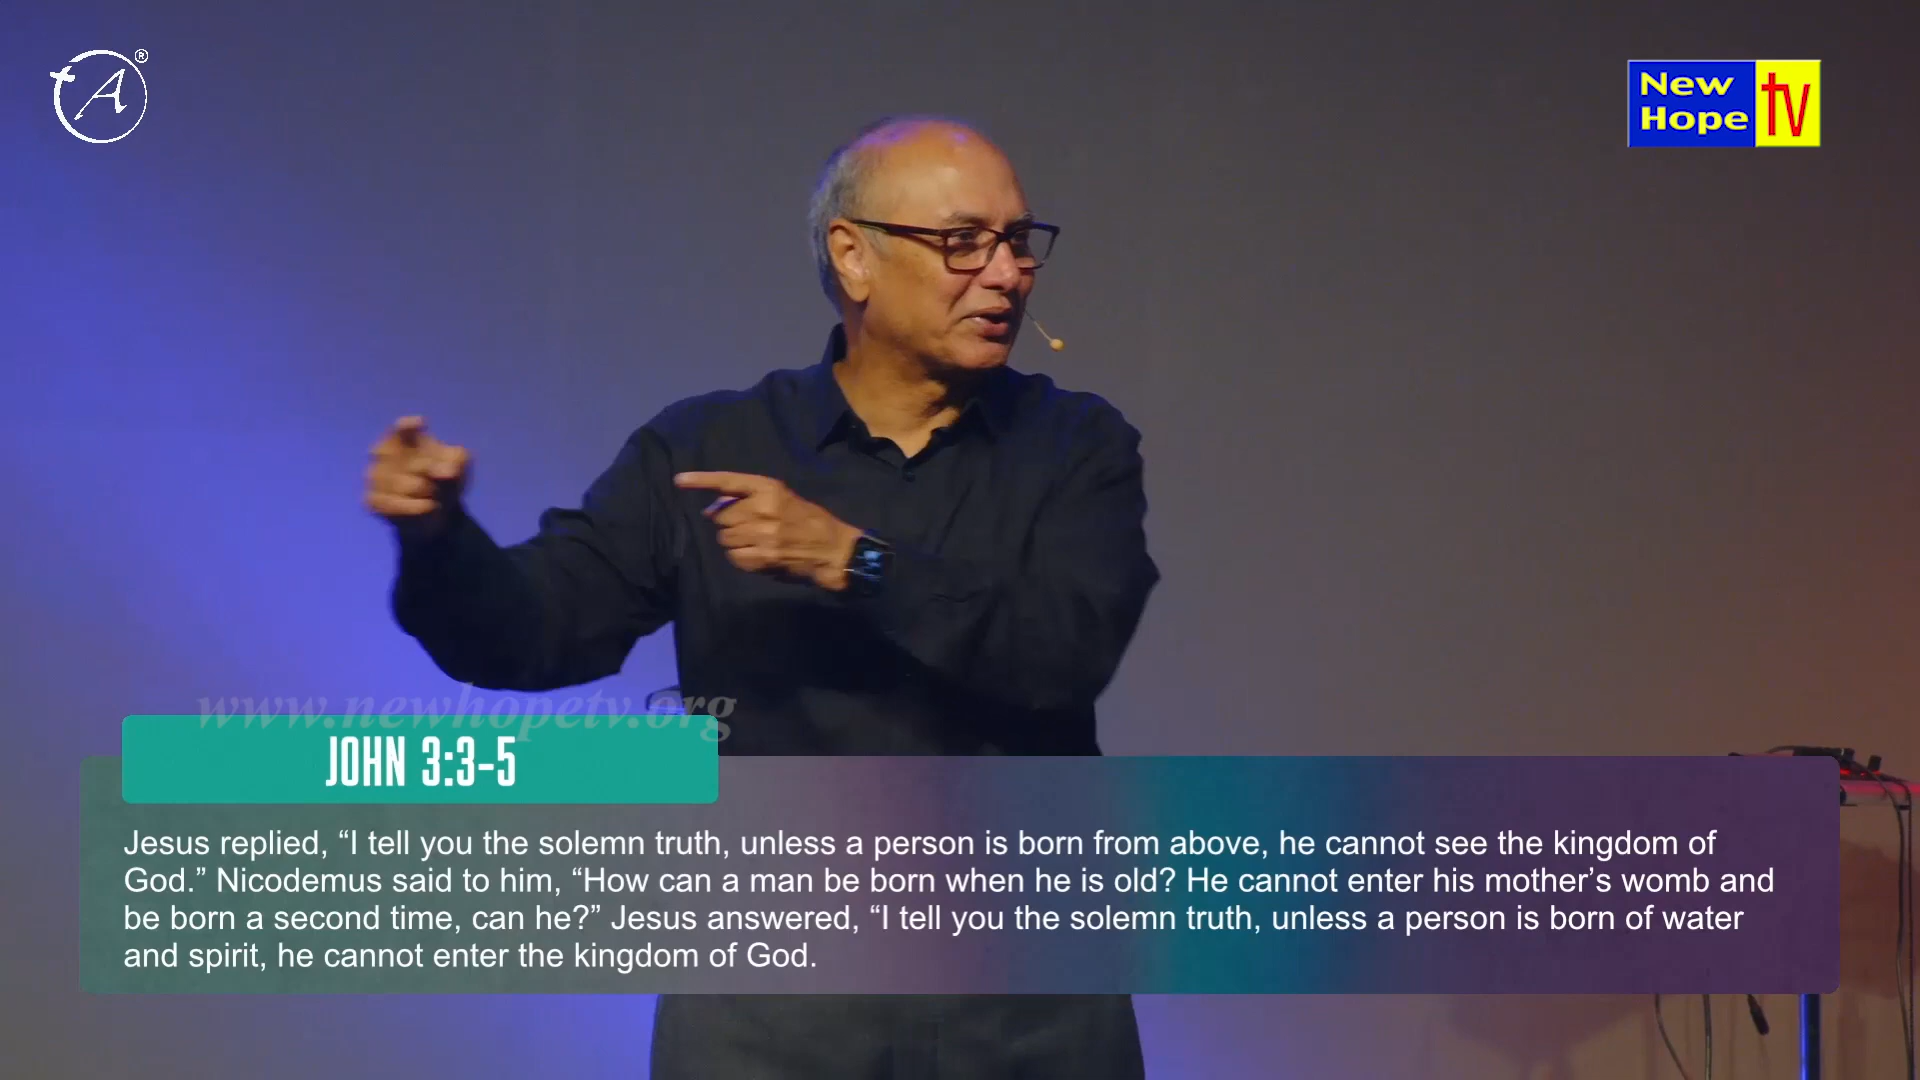 A®
New
Hope
tv
www.newhopetv.org
JOHN 3:3-5
Jesus replied, “I tell you the solemn truth, unless a person is born from above, he cannot see the kingdom of
God.” Nicodemus said to him, “How can a man be born when he is old? He cannot enter his mother’s womb and
be born a second time, can he?” Jesus answered, “I tell you the solemn truth, unless a person is born of water
and spirit, he cannot enter the kingdom of God.